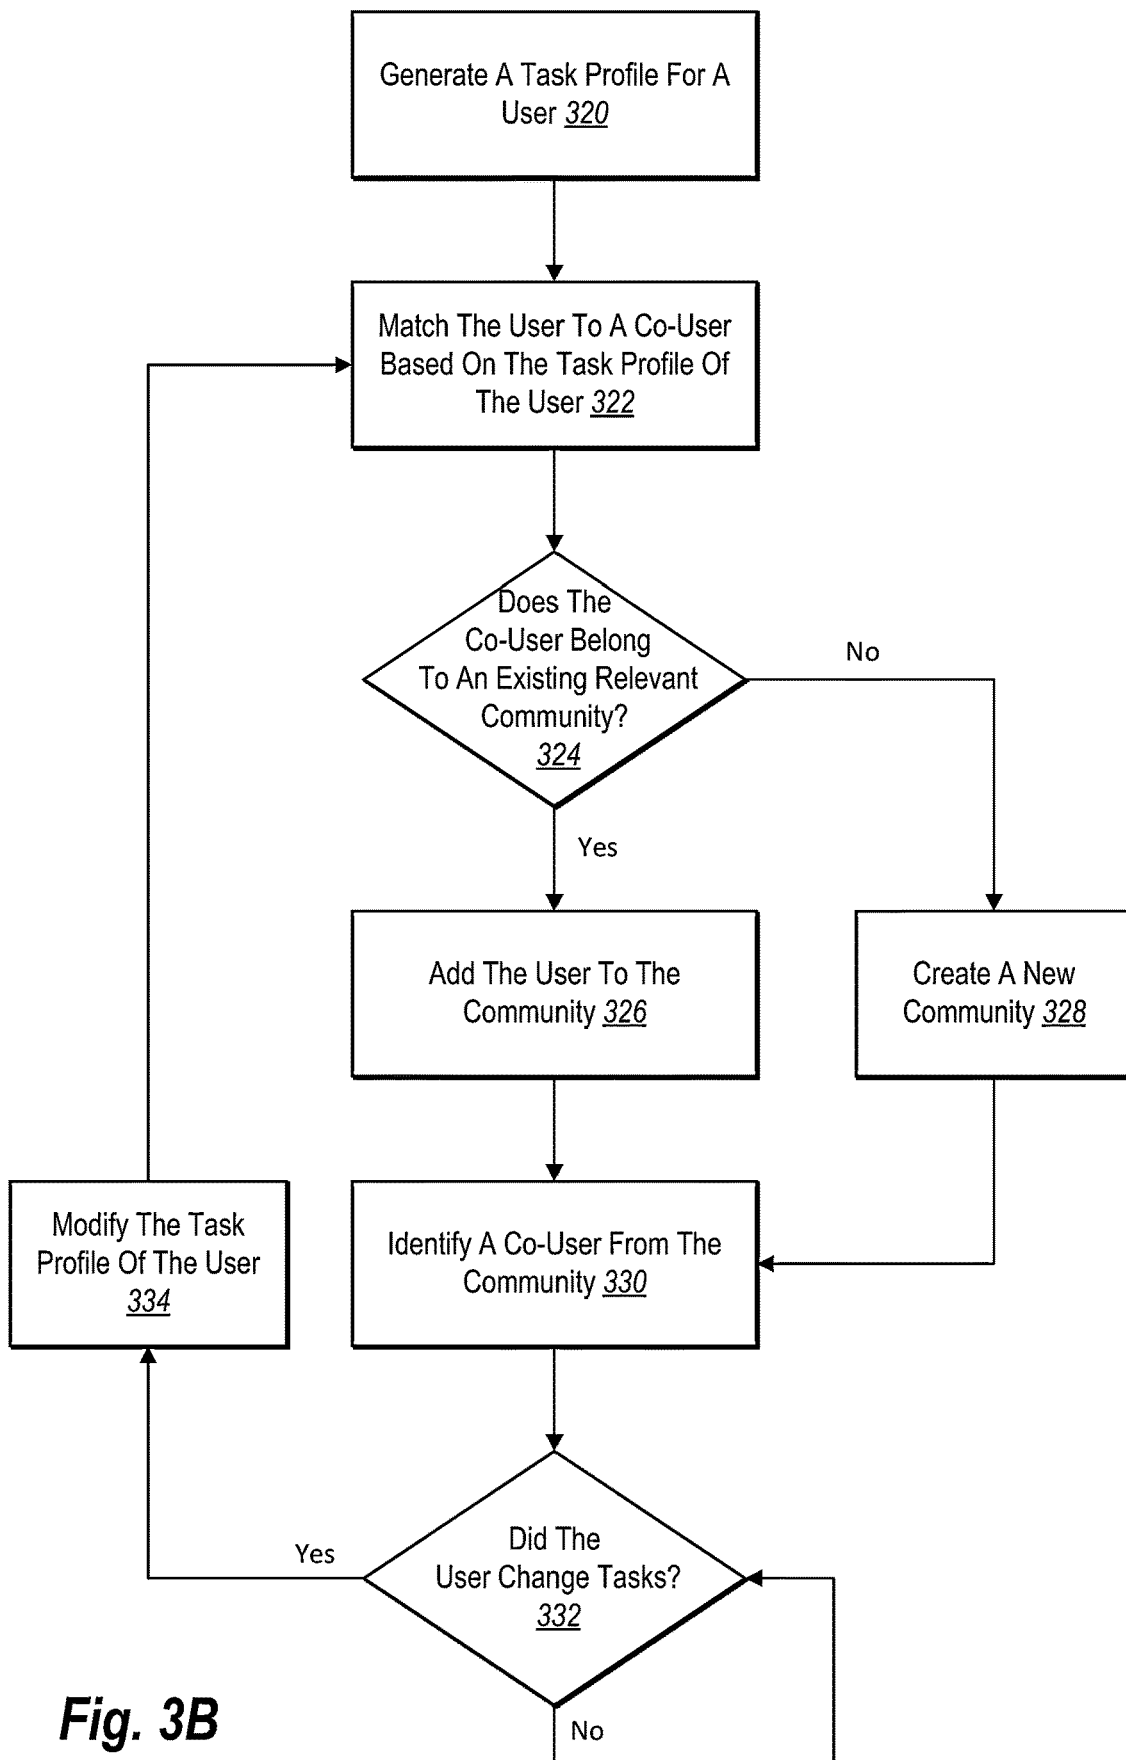 Generate A Task Profile For A
User 320
Match The User To A Co-User
Based On The Task Profile Of
The User 322
Does The
Co-User Belong
To An Existing Relevant
Community?
324
No
Yes
Add The User To The
Community 326
Create A New
Community 328
Modify The Task
Profile Of The User
334
Identify A Co-User From The
Community 330
Yes
Did The
User Change Tasks?
332
Fig. 3B
No